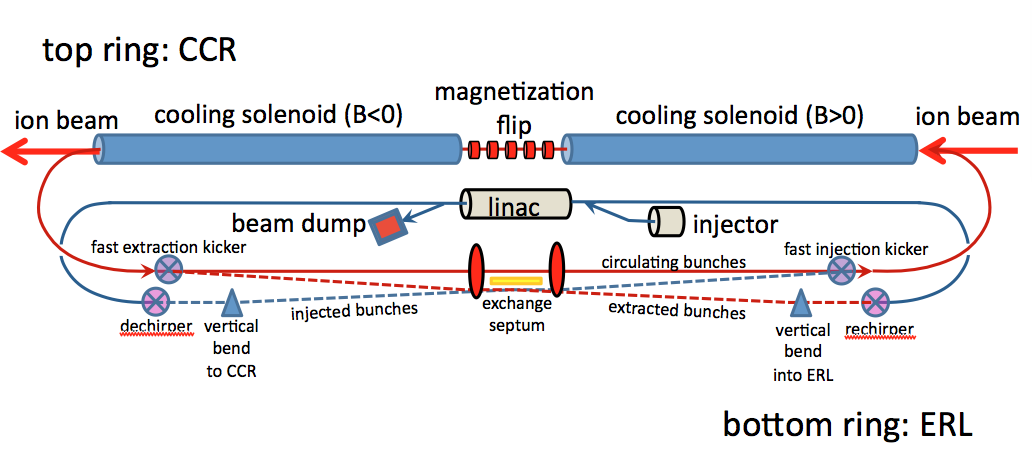 top ring: CCR
magnetization
flip
ion beam
cooling solenoid (B<0)
cooling solenoid (B>0)
ion beam
linac
beam dump
injector
fast extraction kicker
circulating bunches
fast injection kicker
injected bunches
exchange
septum
extracted bunches
dechirper
vertical
bend
to CCR
vertical
bend
into ERL
rechirper
bottom ring: ERL